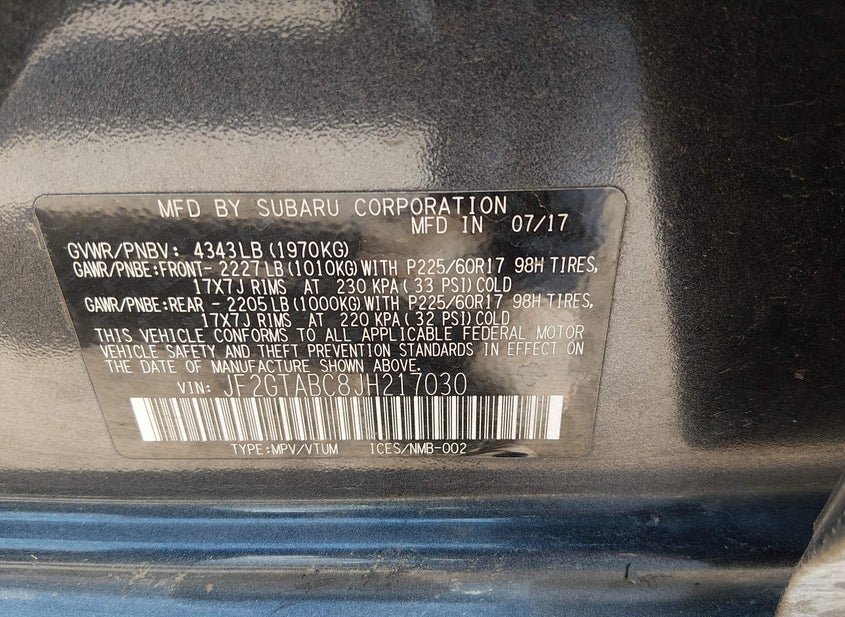 MFD BY SUBARU CORPORATION
MFD IN 07/17
GVWR/PNBV: 4343LB (1970KG)
GAWR/PNBE:FRONT- 2227LB (1010KG) WITH P225/60R17 98H TIRES,
17X7J RIMS AT 230 KPA( 33 PSI) COLD
GAWR/PNBE:REAR - 2205LB (1000KG) WITH P225/60R17 98H TIRES,
17X7J RIMS AT 220 KPA( 32 PSI) COLD
THIS VEHICLE CONFORMS TO ALL APPLICABLE FEDERAL MOTOR
VEHICLE SAFETY AND THEFT PREVENTION STANDARDS IN EFFECT ON
THE DATE OF MANUFACTURE SHOWN ABOVE.
VIN: JF2GTABC8JH217030
TYPE:MPV/VTUM ICES/NMB-002